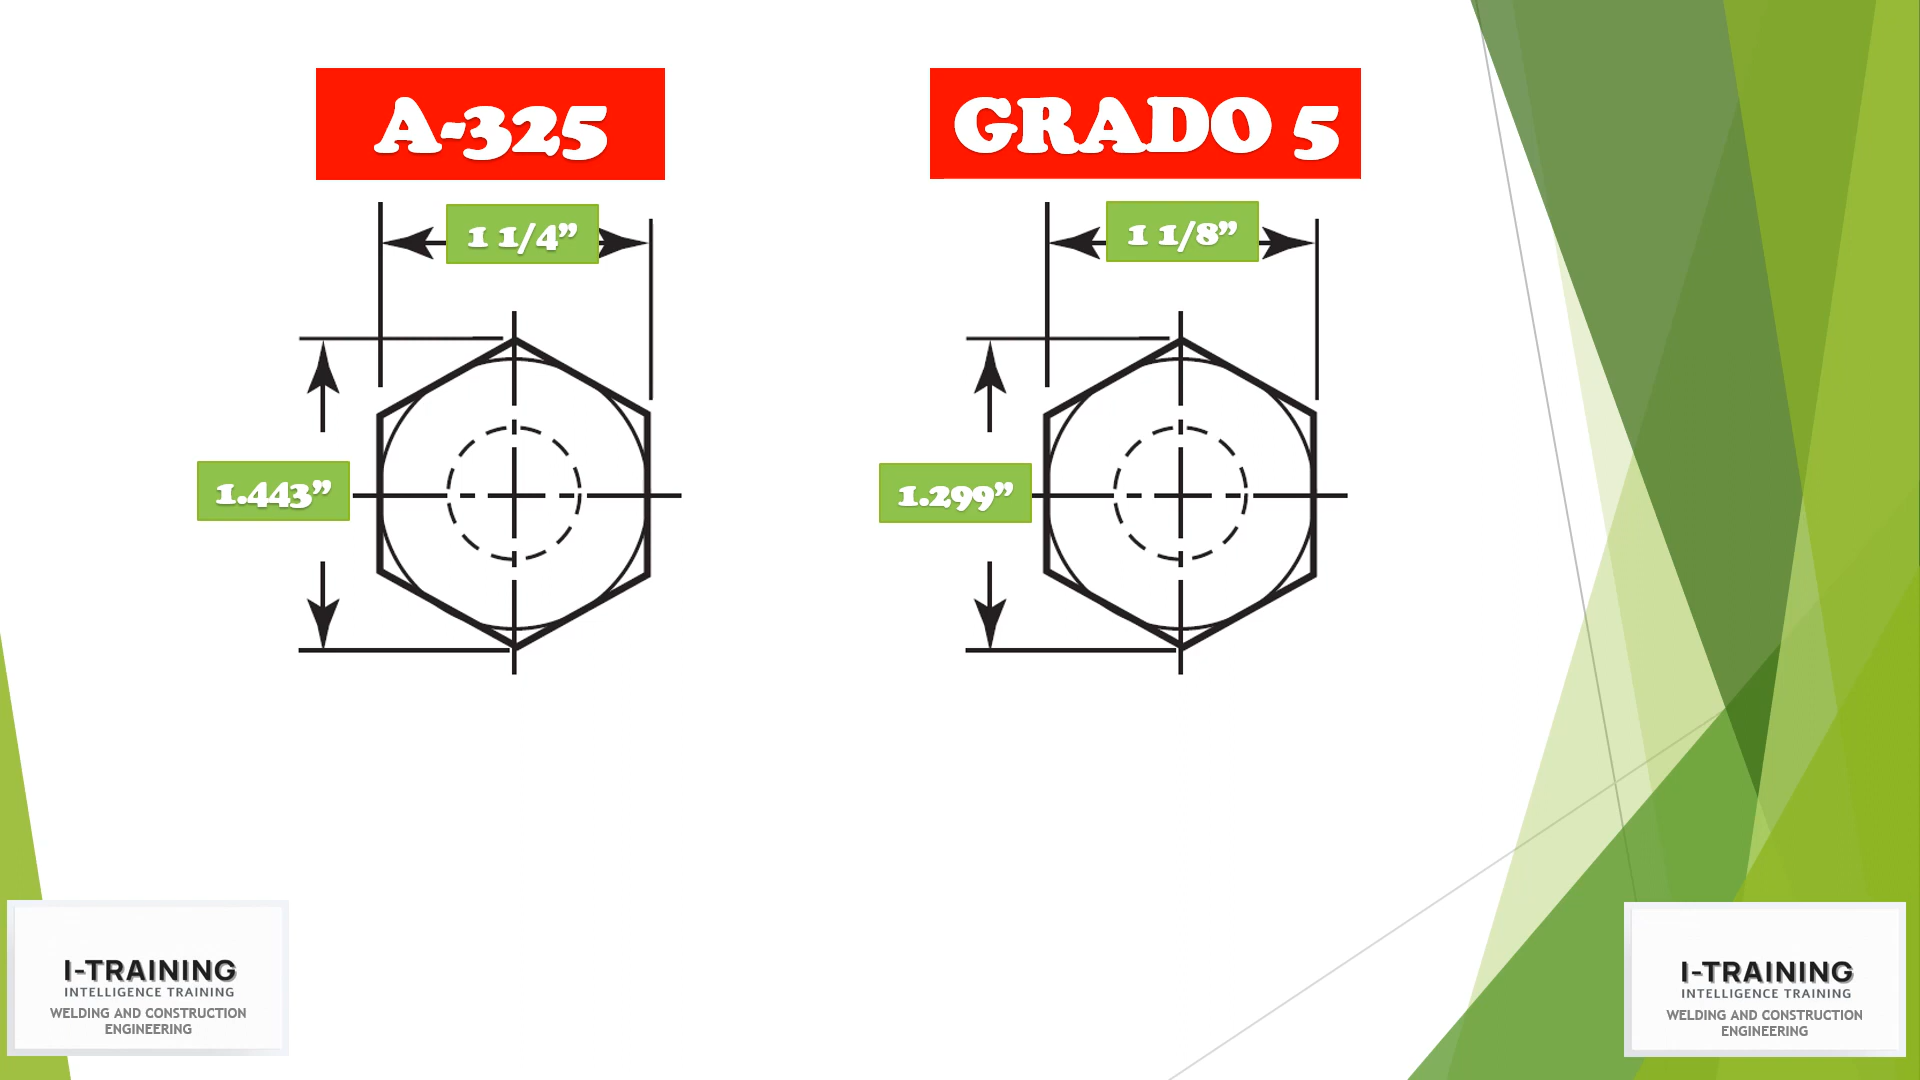 A-325
GRADO 5
1 1/4”
1 1/8”
1.443”
1.299”
I-TRAINING
INTELLIGENCE TRAINING
WELDING AND CONSTRUCTION
ENGINEERING
I-TRAINING
INTELLIGENCE TRAINING
WELDING AND CONSTRUCTION
ENGINEERING